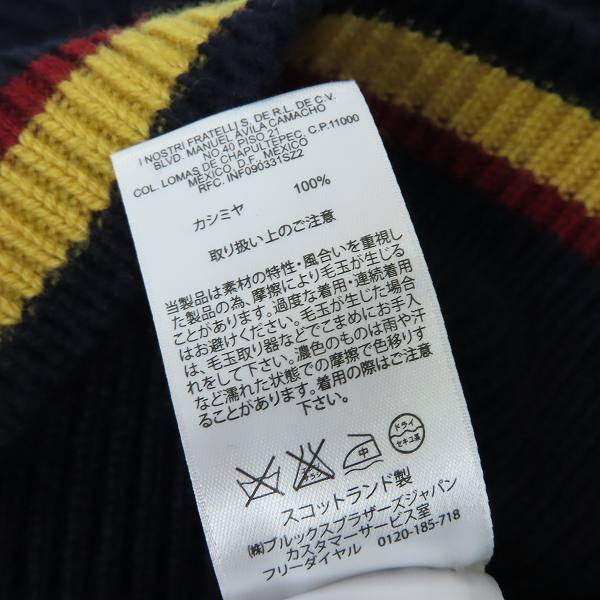 I NOSTRI FRATELLI S, DE R.L, DE C.V.
BLVD. MANUEL ÁVILA CAMACHO
NO 40 PISO 21
COL. LOMAS DE CHAPULTEPEC, C.P.11000
MEXICO, D.F, MEXICO
RFC. INF090331SZ2
カシミヤ 100%
取り扱い上のご注意
当製品は素材の特性・風合いを重視し
た製品の為、摩擦により毛玉が生じる
ことがあります。過度な着用・連続着用
はお避けください。毛玉が生じた場合
は、毛玉取り器などでこまめにお手入
れをして下さい。濃色のものは雨や汗
など濡れた状態での摩擦で色移りす
ることがあります。着用の際はご注意
下さい。
エンソ
サラシ
中
ドライ
セキユ系
スコットランド製
㈱ブルックスブラザーズジャパン
カスタマーサービス室
フリーダイヤル 0120-185-718